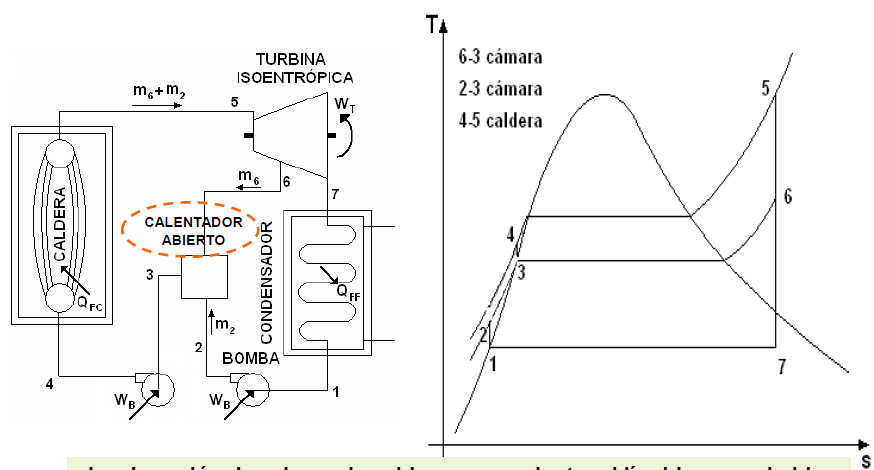 TURBINA
ISOENTRÓPICA
m6+m2
5
WT
m6
6
7
CALDERA
CALENTADOR
ABIERTO
CONDENSADOR
QFC
3
QFF
m2
2
BOMBA
1
4
WB
WB
T
6-3 cámara
2-3 cámara
4-5 caldera
5
6
4
3
2
1
7
s